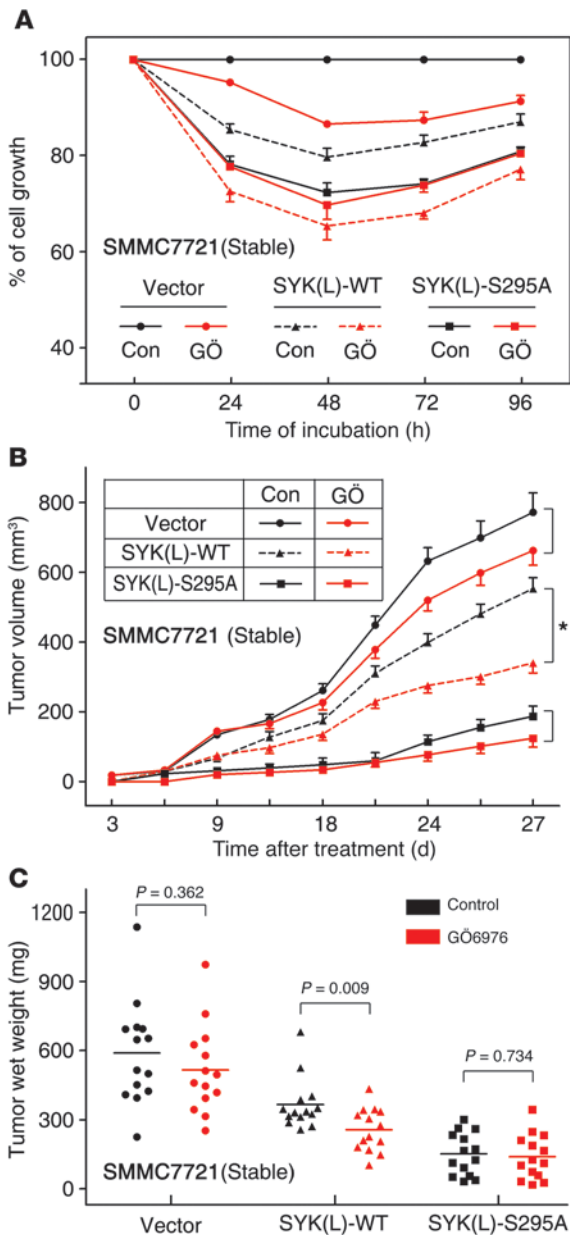 A
100
80
60
40
% of cell growth
SMMC7721(Stable)
Vector SYK(L)-WT SYK(L)-S295A
Con GÖ Con GÖ Con GÖ
0 24 48 72 96
Time of incubation (h)
B
800
600
400
200
0
Tumor volume (mm³)
Con GÖ
Vector
SYK(L)-WT
SYK(L)-S295A
SMMC7721 (Stable)
*
3 9 18 24 27
Time after treatment (d)
C
1200
900
600
300
0
Tumor wet weight (mg)
P = 0.362
Control
GÖ6976
P = 0.009
P = 0.734
SMMC7721(Stable)
Vector SYK(L)-WT SYK(L)-S295A